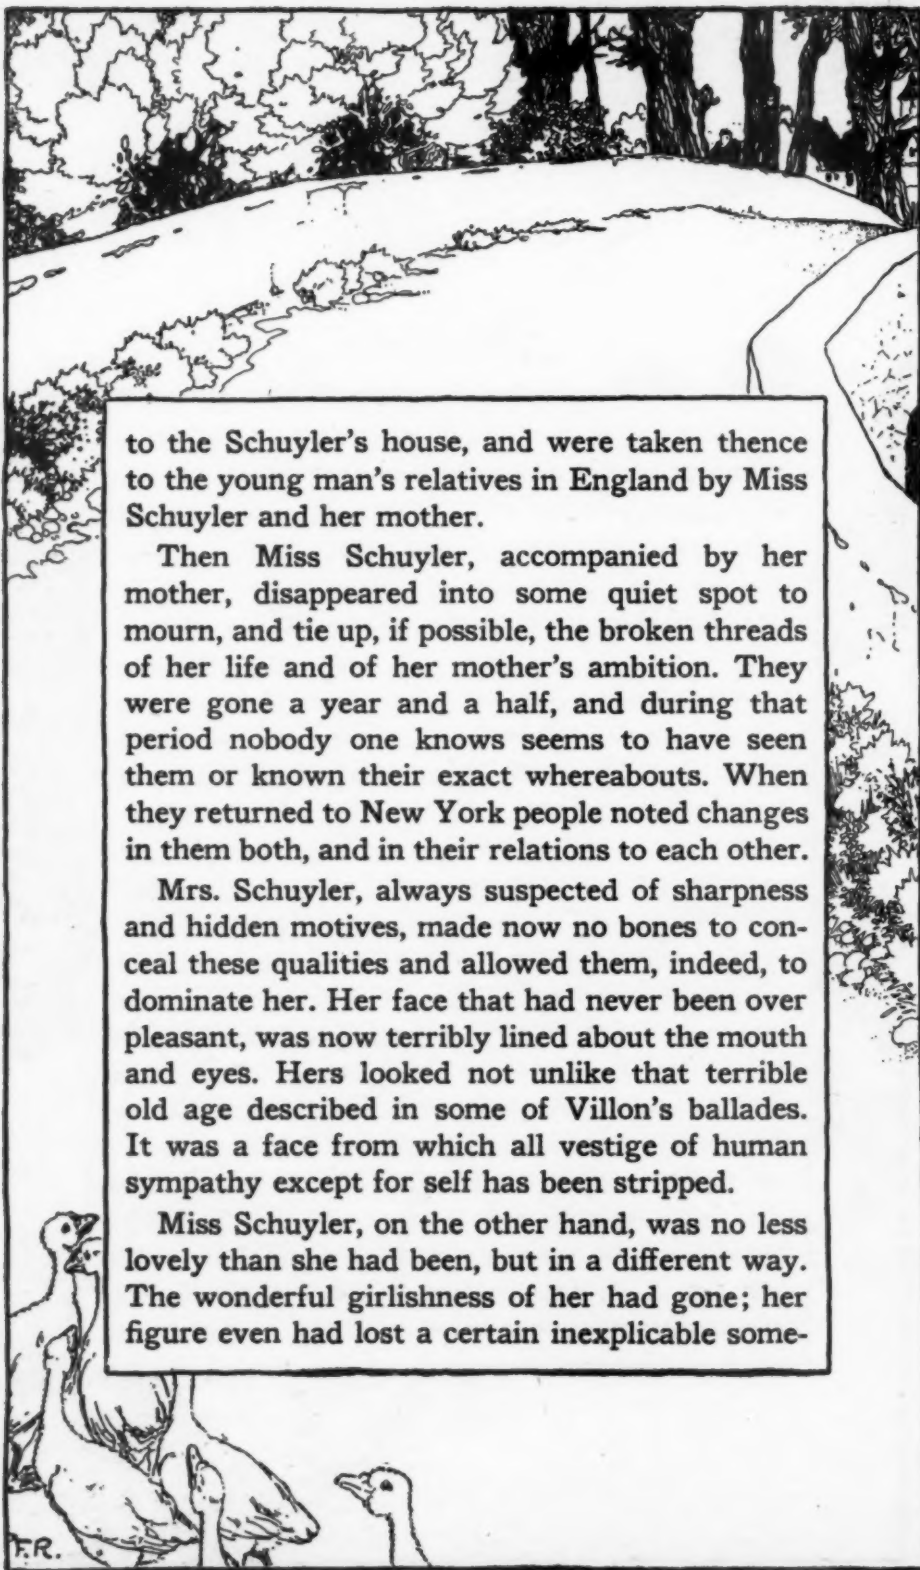 to the Schuyler's house, and were taken thence
to the young man's relatives in England by Miss
Schuyler and her mother.
Then Miss Schuyler, accompanied by her
mother, disappeared into some quiet spot to
mourn, and tie up, if possible, the broken threads
of her life and of her mother's ambition. They
were gone a year and a half, and during that
period nobody one knows seems to have seen
them or known their exact whereabouts. When
they returned to New York people noted changes
in them both, and in their relations to each other.
Mrs. Schuyler, always suspected of sharpness
and hidden motives, made now no bones to con-
ceal these qualities and allowed them, indeed, to
dominate her. Her face that had never been over
pleasant, was now terribly lined about the mouth
and eyes. Hers looked not unlike that terrible
old age described in some of Villon's ballades.
It was a face from which all vestige of human
sympathy except for self has been stripped.
Miss Schuyler, on the other hand, was no less
lovely than she had been, but in a different way.
The wonderful girlishness of her had gone; her
figure even had lost a certain inexplicable some-
F.R.